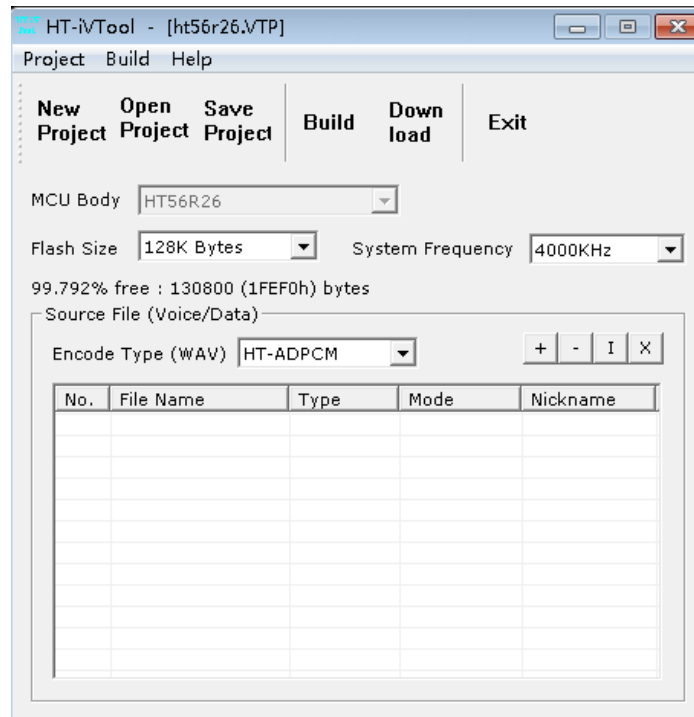 HT-iVTool - [ht56r26.VTP]
Project Build Help
New Project Open Project Save Project Build Down load Exit
MCU Body HT56R26
Flash Size 128K Bytes System Frequency 4000KHz
99.792% free : 130800 (1FEF0h) bytes
Source File (Voice/Data)
Encode Type (WAV) HT-ADPCM + - I X
No. File Name Type Mode Nickname